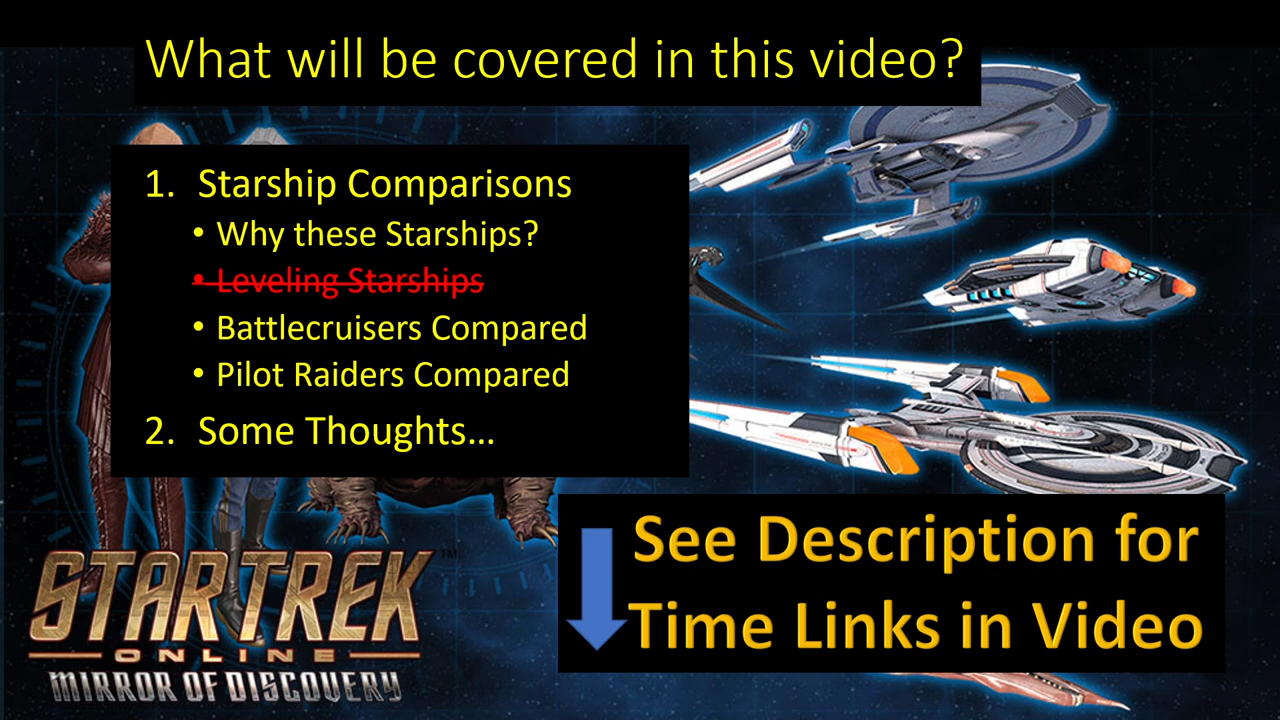 What will be covered in this video?
1. Starship Comparisons
• Why these Starships?
• Leveling Starships
• Battlecruisers Compared
• Pilot Raiders Compared
2. Some Thoughts...
See Description for
Time Links in Video
STAR TREK™
ONLINE
MIRROR OF DISCOVERY